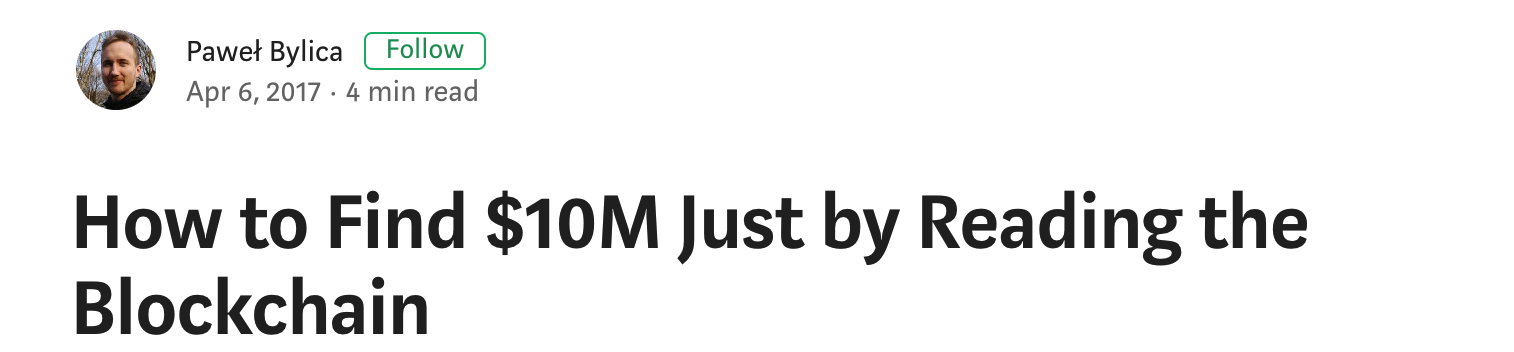 Paweł Bylica Follow
Apr 6, 2017 · 4 min read
How to Find $10M Just by Reading the
Blockchain